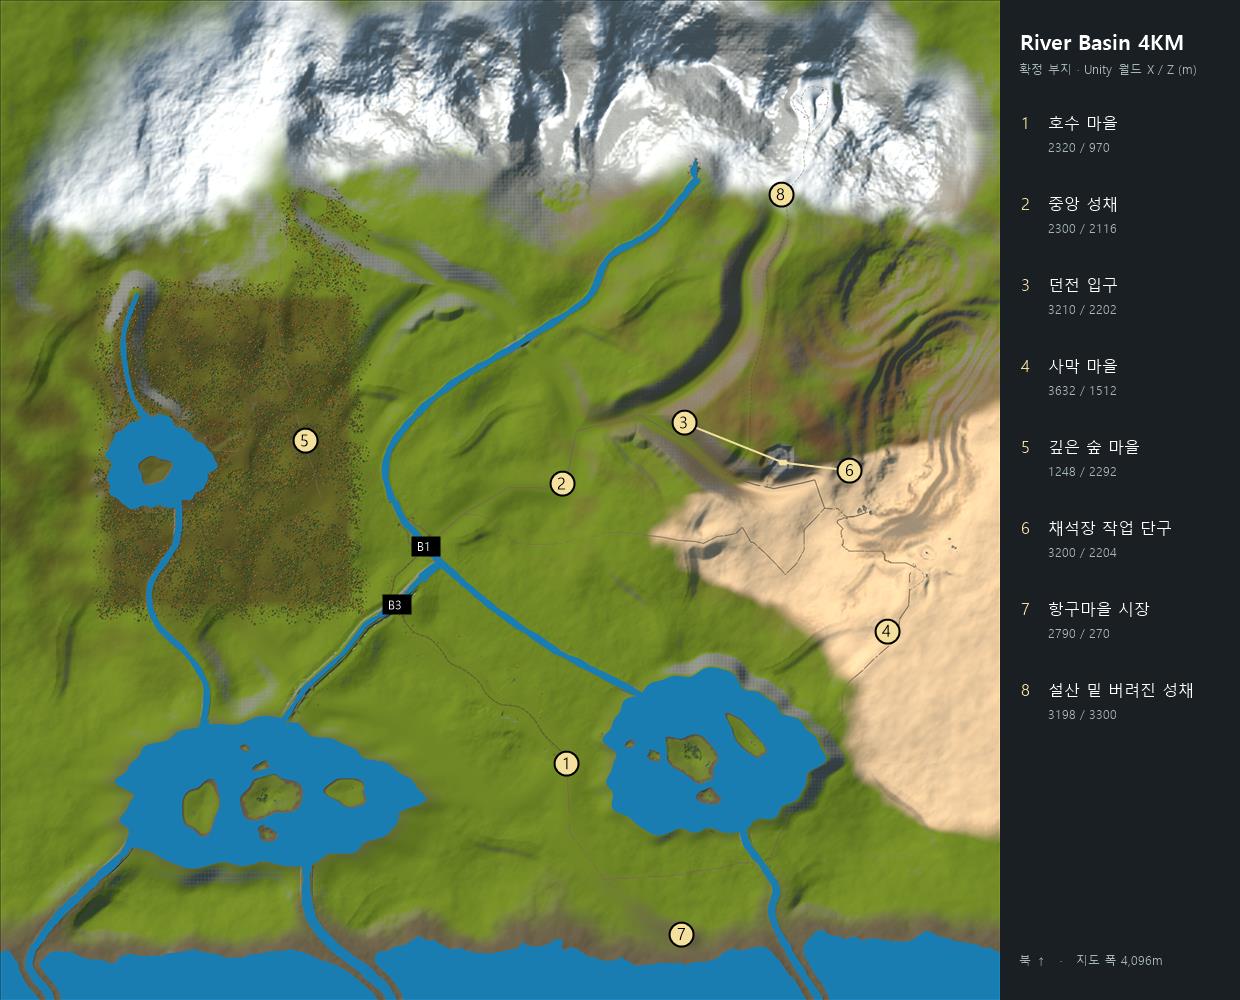 River Basin 4KM
확정 부지 · Unity 월드 X / Z (m)
1 호수 마을
2320 / 970
2 중앙 성채
2300 / 2116
3 던전 입구
3210 / 2202
4 사막 마을
3632 / 1512
5 깊은 숲 마을
1248 / 2292
6 채석장 작업 단구
3200 / 2204
7 항구마을 시장
2790 / 270
8 설산 밑 버려진 성채
3198 / 3300
북 ↑ · 지도 폭 4,096m
8
3
5
6
2
B1
B3
4
1
7